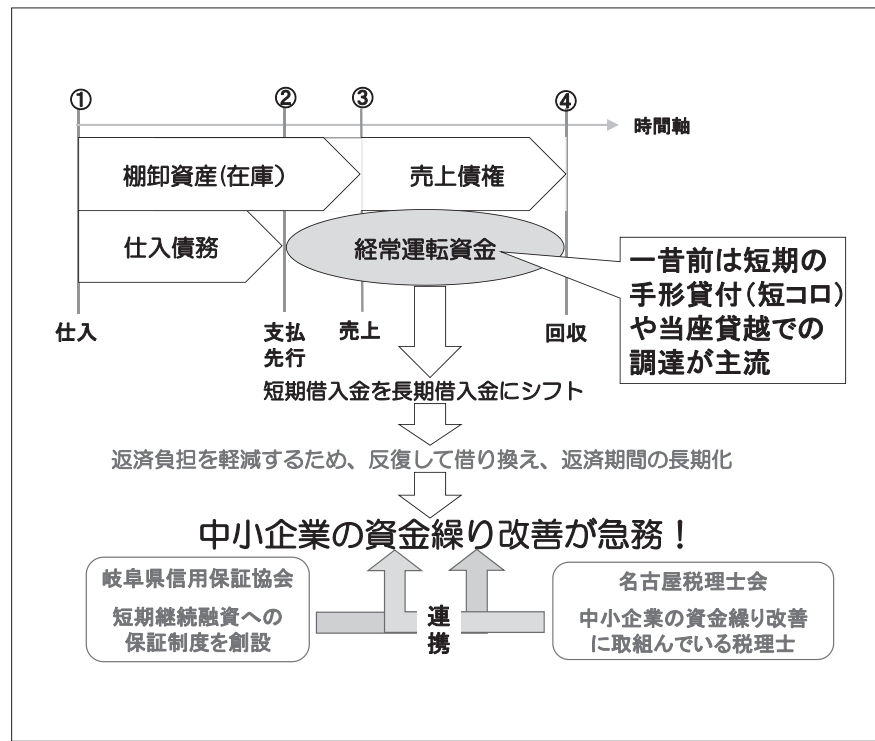 ① ② ③ ④
時間軸
棚卸資産(在庫)
売上債権
仕入債務
経常運転資金
一昔前は短期の
手形貸付(短コロ)
や当座貸越での
調達が主流
仕入
支払
先行
売上
回収
短期借入金を長期借入金にシフト
返済負担を軽減するため、反復して借り換え、返済期間の長期化
中小企業の資金繰り改善が急務！
岐阜県信用保証協会
短期継続融資への
保証制度を創設
連
携
名古屋税理士会
中小企業の資金繰り改善
に取組んでいる税理士